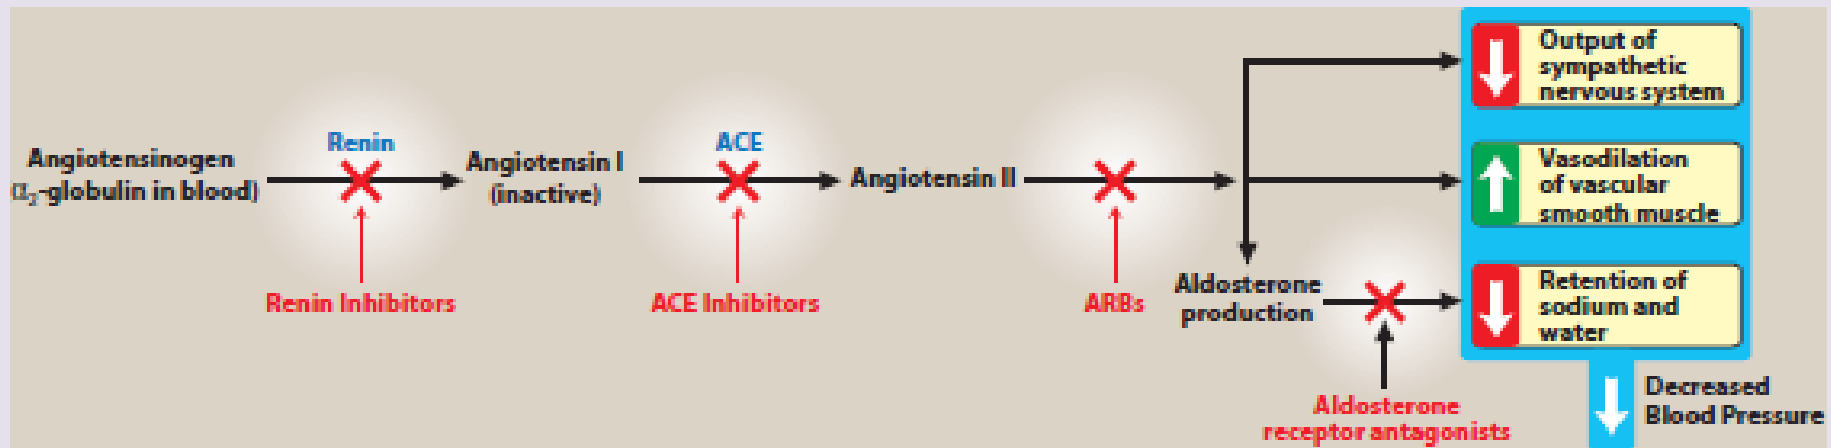 Angiotensinogen
(α₂-globulin in blood)
Renin
Renin Inhibitors
Angiotensin I
(inactive)
ACE
ACE Inhibitors
Angiotensin II
ARBs
Aldosterone
production
Aldosterone
receptor antagonists
Output of
sympathetic
nervous system
Vasodilation
of vascular
smooth muscle
Retention of
sodium and
water
Decreased
Blood Pressure